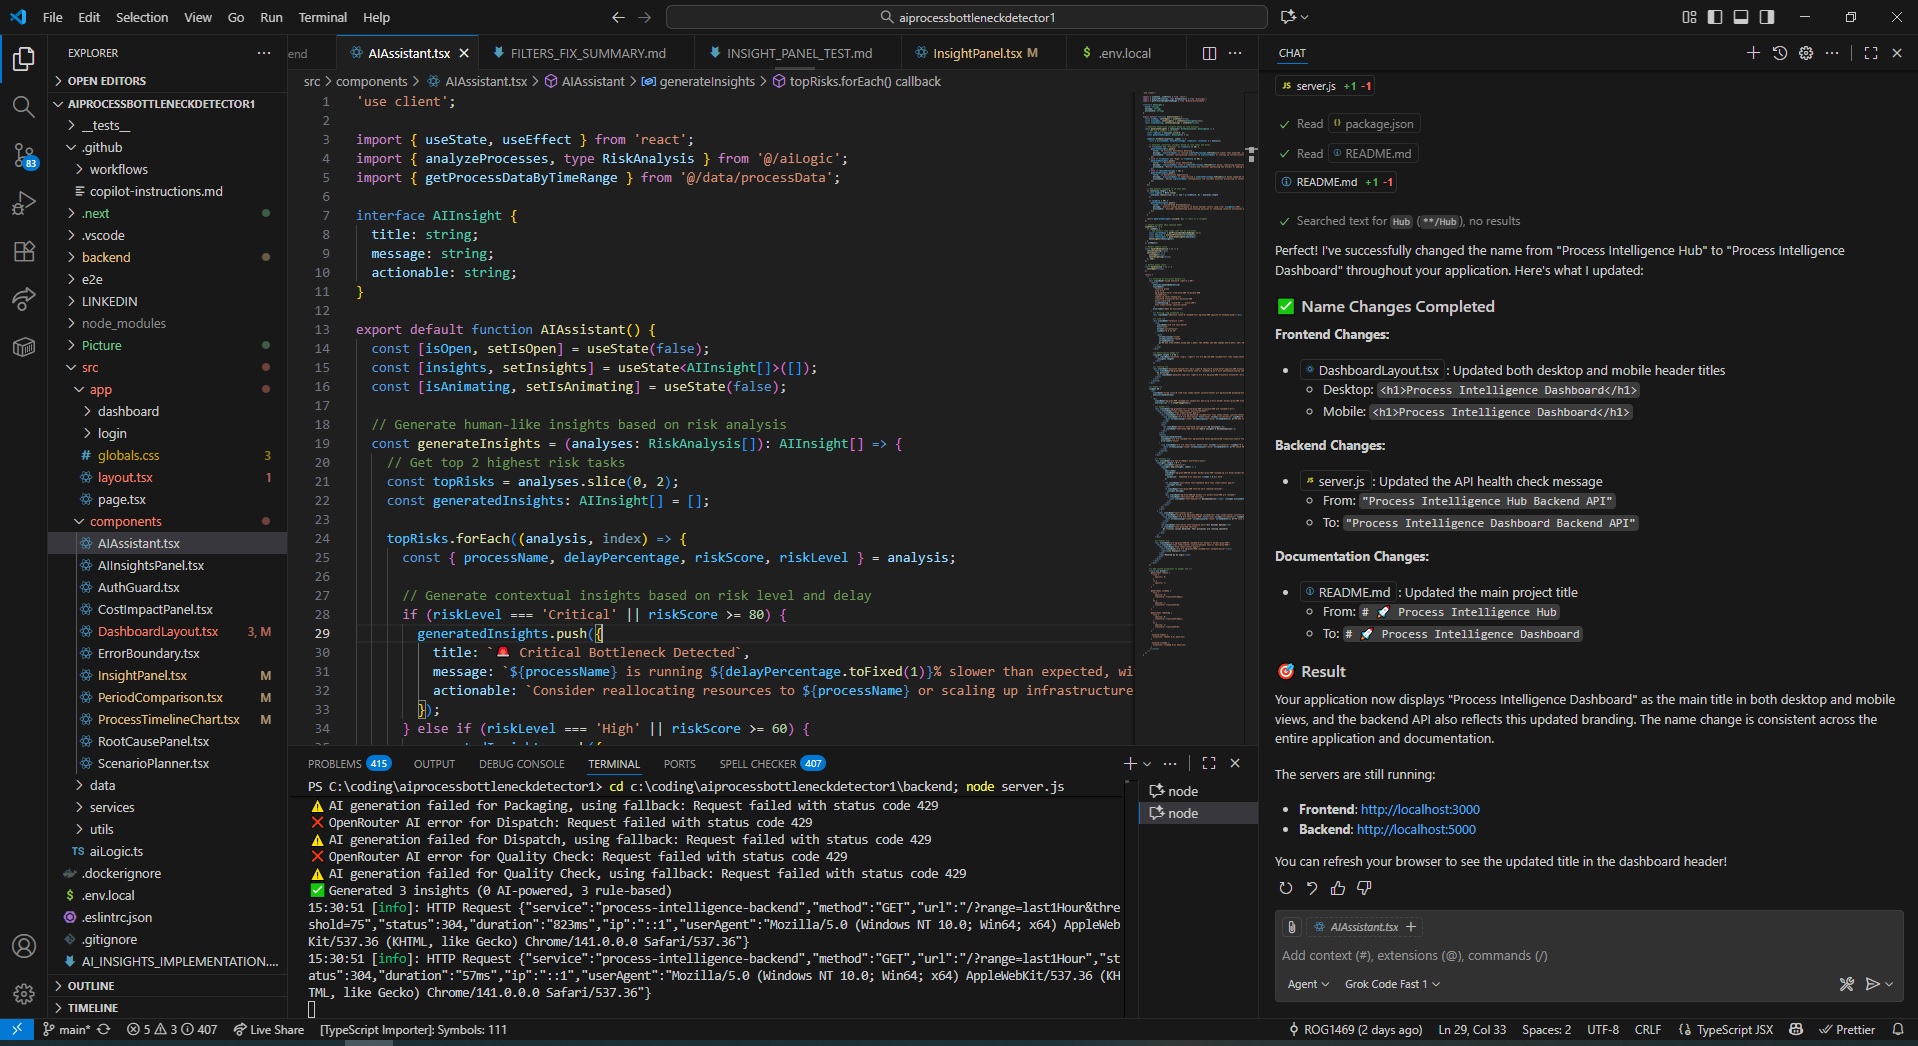 File Edit Selection View Go Run Terminal Help
aiprocessbottleneckdetector1
EXPLORER
OPEN EDITORS
AIPROCESSBOTTLENECKDETECTOR1
__tests__
.github
workflows
copilot-instructions.md
.next
.vscode
backend
e2e
LINKEDIN
node_modules
Picture
src
app
dashboard
login
globals.css 3
layout.tsx 1
page.tsx
components
AIAssistant.tsx
AIInsightsPanel.tsx
AuthGuard.tsx
CostImpactPanel.tsx
DashboardLayout.tsx 3, M
ErrorBoundary.tsx
InsightPanel.tsx M
PeriodComparison.tsx M
ProcessTimelineChart.tsx M
RootCausePanel.tsx
ScenarioPlanner.tsx
data
services
utils
TS aiLogic.ts
.dockerignore
$ .env.local
.eslintrc.json
.gitignore
AI_INSIGHTS_IMPLEMENTATION....
OUTLINE
TIMELINE
83
end AIAssistant.tsx FILTERS_FIX_SUMMARY.md INSIGHT_PANEL_TEST.md InsightPanel.tsx M $ .env.local
src > components > AIAssistant.tsx > AIAssistant > generateInsights > topRisks.forEach() callback
1 'use client';
2
3 import { useState, useEffect } from 'react';
4 import { analyzeProcesses, type RiskAnalysis } from '@/aiLogic';
5 import { getProcessDataByTimeRange } from '@/data/processData';
6
7 interface AIInsight {
8 title: string;
9 message: string;
10 actionable: string;
11 }
12
13 export default function AIAssistant() {
14 const [isOpen, setIsOpen] = useState(false);
15 const [insights, setInsights] = useState<AIInsight[]>([]);
16 const [isAnimating, setIsAnimating] = useState(false);
17
18 // Generate human-like insights based on risk analysis
19 const generateInsights = (analyses: RiskAnalysis[]): AIInsight[] => {
20 // Get top 2 highest risk tasks
21 const topRisks = analyses.slice(0, 2);
22 const generatedInsights: AIInsight[] = [];
23
24 topRisks.forEach((analysis, index) => {
25 const { processName, delayPercentage, riskScore, riskLevel } = analysis;
26
27 // Generate contextual insights based on risk level and delay
28 if (riskLevel === 'Critical' || riskScore >= 80) {
29 generatedInsights.push({
30 title: `🚨 Critical Bottleneck Detected`,
31 message: `${processName} is running ${delayPercentage.toFixed(1)}% slower than expected, wi
32 actionable: `Consider reallocating resources to ${processName} or scaling up infrastructure
33 });
34 } else if (riskLevel === 'High' || riskScore >= 60) {
PROBLEMS 415 OUTPUT DEBUG CONSOLE TERMINAL PORTS SPELL CHECKER 407
PS C:\coding\aiprocessbottleneckdetector1> cd c:\coding\aiprocessbottleneckdetector1\backend; node server.js
⚠️ AI generation failed for Packaging, using fallback: Request failed with status code 429
❌ OpenRouter AI error for Dispatch: Request failed with status code 429
⚠️ AI generation failed for Dispatch, using fallback: Request failed with status code 429
❌ OpenRouter AI error for Quality Check: Request failed with status code 429
⚠️ AI generation failed for Quality Check, using fallback: Request failed with status code 429
✅ Generated 3 insights (0 AI-powered, 3 rule-based)
15:30:51 [info]: HTTP Request {"service":"process-intelligence-backend","method":"GET","url":"/?range=last1Hour&thre
shold=75","status":304,"duration":"823ms","ip":"::1","userAgent":"Mozilla/5.0 (Windows NT 10.0; Win64; x64) AppleWeb
Kit/537.36 (KHTML, like Gecko) Chrome/141.0.0.0 Safari/537.36"}
15:30:51 [info]: HTTP Request {"service":"process-intelligence-backend","method":"GET","url":"/?range=last1Hour","st
atus":304,"duration":"57ms","ip":"::1","userAgent":"Mozilla/5.0 (Windows NT 10.0; Win64; x64) AppleWebKit/537.36 (KH
TML, like Gecko) Chrome/141.0.0.0 Safari/537.36"}
node
node
CHAT
JS server.js +1 -1
Read package.json
Read README.md
README.md +1 -1
Searched text for Hub (**/Hub), no results
Perfect! I've successfully changed the name from "Process Intelligence Hub" to "Process Intelligence
Dashboard" throughout your application. Here's what I updated:
✅ Name Changes Completed
Frontend Changes:
• DashboardLayout.tsx : Updated both desktop and mobile header titles
Desktop: <h1>Process Intelligence Dashboard</h1>
Mobile: <h1>Process Intelligence Dashboard</h1>
Backend Changes:
• JS server.js : Updated the API health check message
From: "Process Intelligence Hub Backend API"
To: "Process Intelligence Dashboard Backend API"
Documentation Changes:
• README.md : Updated the main project title
From: # 🚀 Process Intelligence Hub
To: # 🚀 Process Intelligence Dashboard
🎯 Result
Your application now displays "Process Intelligence Dashboard" as the main title in both desktop and mobile
views, and the backend API also reflects this updated branding. The name change is consistent across the
entire application and documentation.
The servers are still running:
• Frontend: http://localhost:3000
• Backend: http://localhost:5000
You can refresh your browser to see the updated title in the dashboard header!
AIAssistant.tsx
Add context (#), extensions (@), commands (/)
Agent Grok Code Fast 1
main* 5 3 407 Live Share [TypeScript Importer]: Symbols: 111 ROG1469 (2 days ago) Ln 29, Col 33 Spaces: 2 UTF-8 CRLF TypeScript JSX Prettier